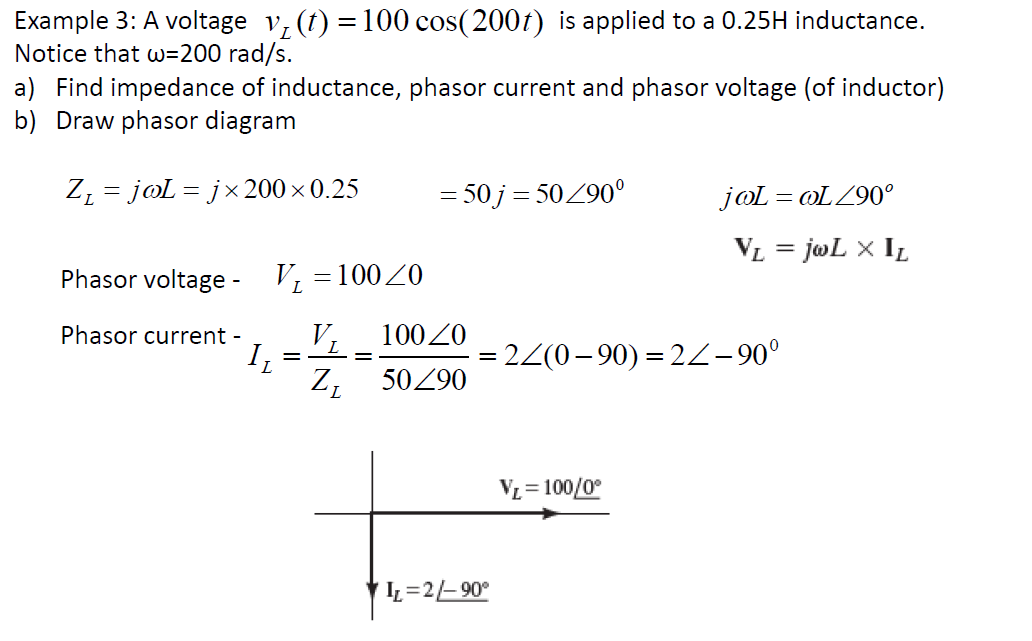 Example 3: A voltage v_L(t) = 100 cos(200t) is applied to a 0.25H inductance.
Notice that ω=200 rad/s.
a) Find impedance of inductance, phasor current and phasor voltage (of inductor)
b) Draw phasor diagram
Z_L = jωL = j×200×0.25 = 50j = 50∠90⁰ jωL = ωL∠90°
V_L = jωL × I_L
Phasor voltage - V_L = 100∠0
Phasor current - I_L = V_L/Z_L = 100∠0/50∠90 = 2∠(0−90) = 2∠−90⁰
V_L = 100∠0°
I_L = 2∠−90°